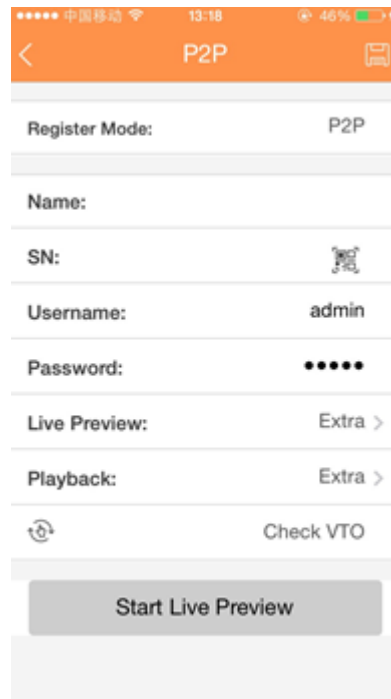 中国移动 13:18 46%
P2P
Register Mode: P2P
Name:
SN:
Username: admin
Password: •••••
Live Preview: Extra >
Playback: Extra >
Check VTO
Start Live Preview